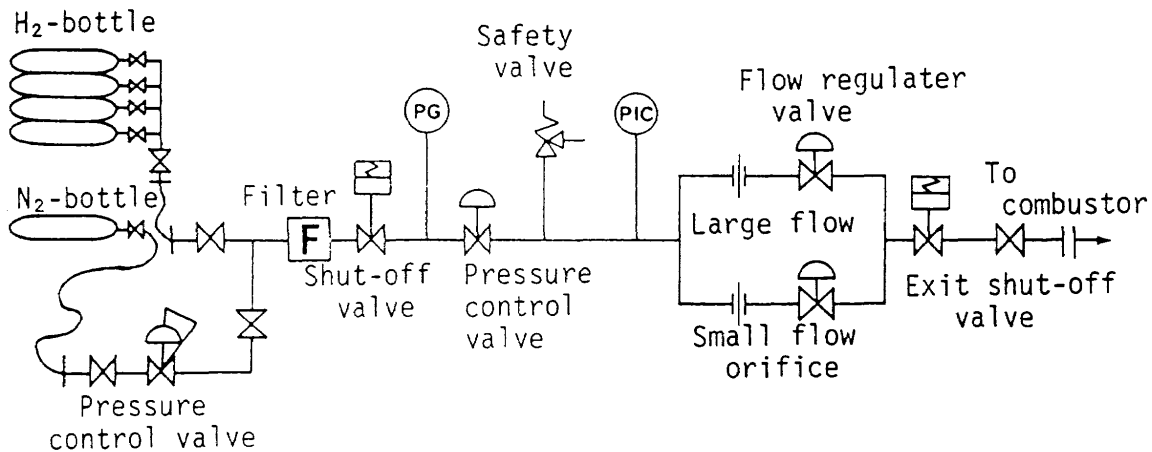 H₂-bottle
Safety
valve
Flow regulater
valve
PG
PIC
N₂-bottle
Filter
F
Shut-off
valve
Pressure
control
valve
Large flow
To
combustor
Exit shut-off
valve
Small flow
orifice
Pressure
control valve